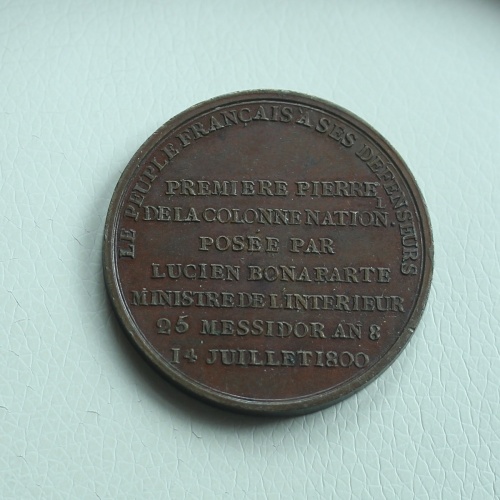 LE PEUPLE FRANÇAIS A SES DEFENSEURS
PREMIERE PIERRE
DE LA COLONNE NATION.L
POSÉE PAR
LUCIEN BONAPARTE
MINISTRE DE L'INTERIEUR
25 MESSIDOR AN 8
14 JUILLET 1800